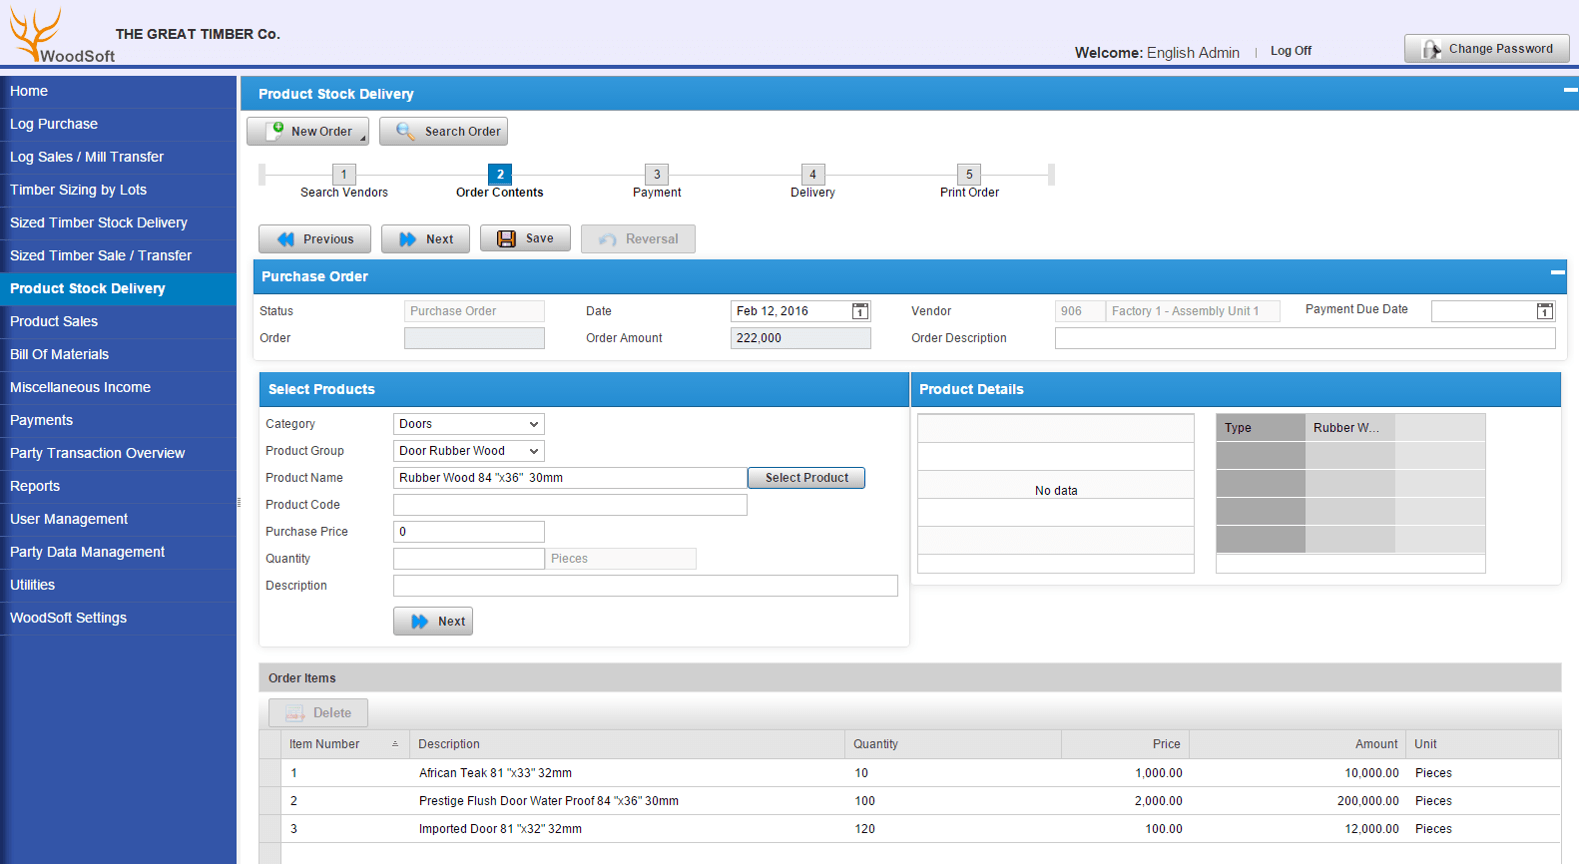 WoodSoft
THE GREAT TIMBER Co.
Welcome: English Admin | Log Off
Change Password
Home
Log Purchase
Log Sales / Mill Transfer
Timber Sizing by Lots
Sized Timber Stock Delivery
Sized Timber Sale / Transfer
Product Stock Delivery
Product Sales
Bill Of Materials
Miscellaneous Income
Payments
Party Transaction Overview
Reports
User Management
Party Data Management
Utilities
WoodSoft Settings
Product Stock Delivery
New Order Search Order
1 2 3 4 5
Search Vendors Order Contents Payment Delivery Print Order
Previous Next Save Reversal
Purchase Order
Status Purchase Order Date Feb 12, 2016 1 Vendor 906 Factory 1 - Assembly Unit 1 Payment Due Date 1
Order Order Amount 222,000 Order Description
Select Products
Category Doors
Product Group Door Rubber Wood
Product Name Rubber Wood 84 "x36" 30mm Select Product
Product Code
Purchase Price 0
Quantity Pieces
Description
Next
Product Details
No data
Type Rubber W...
Order Items
Delete
Item Number Description Quantity Price Amount Unit
1 African Teak 81 "x33" 32mm 10 1,000.00 10,000.00 Pieces
2 Prestige Flush Door Water Proof 84 "x36" 30mm 100 2,000.00 200,000.00 Pieces
3 Imported Door 81 "x32" 32mm 120 100.00 12,000.00 Pieces